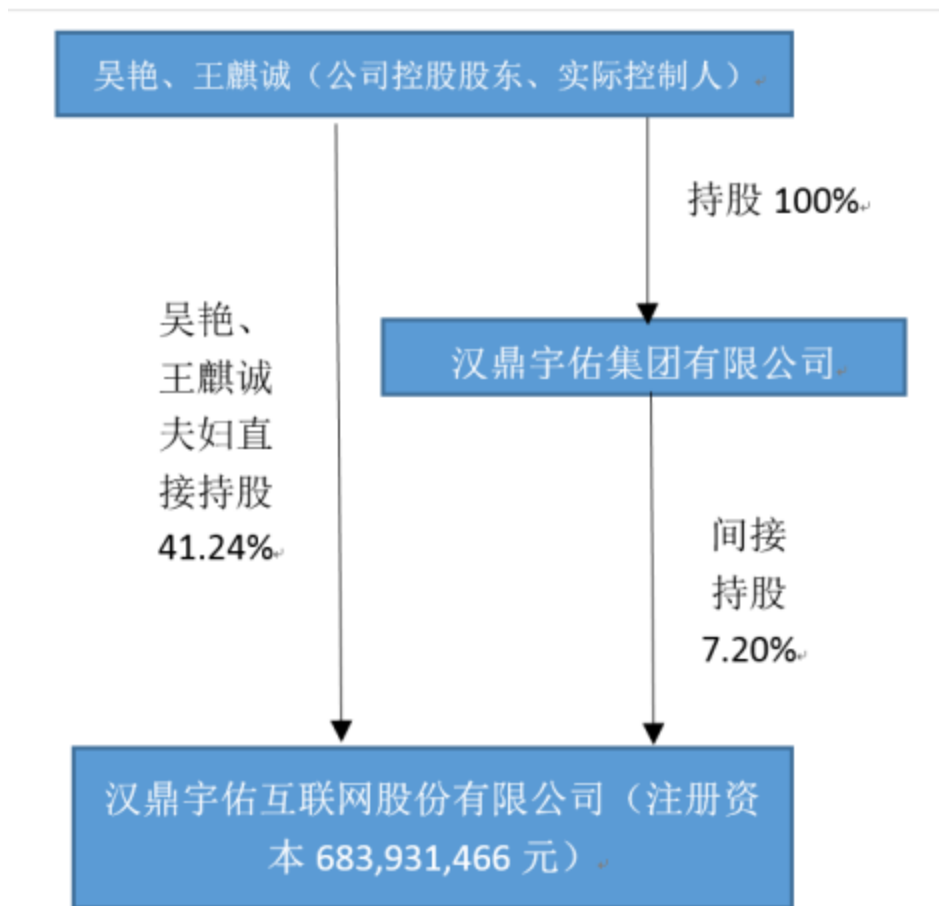 吴艳、王麒诚（公司控股股东、实际控制人）
持股 100%
吴艳、
王麒诚
夫妇直
接持股
41.24%
汉鼎宇佑集团有限公司
间接
持股
7.20%
汉鼎宇佑互联网股份有限公司（注册资
本 683,931,466 元）